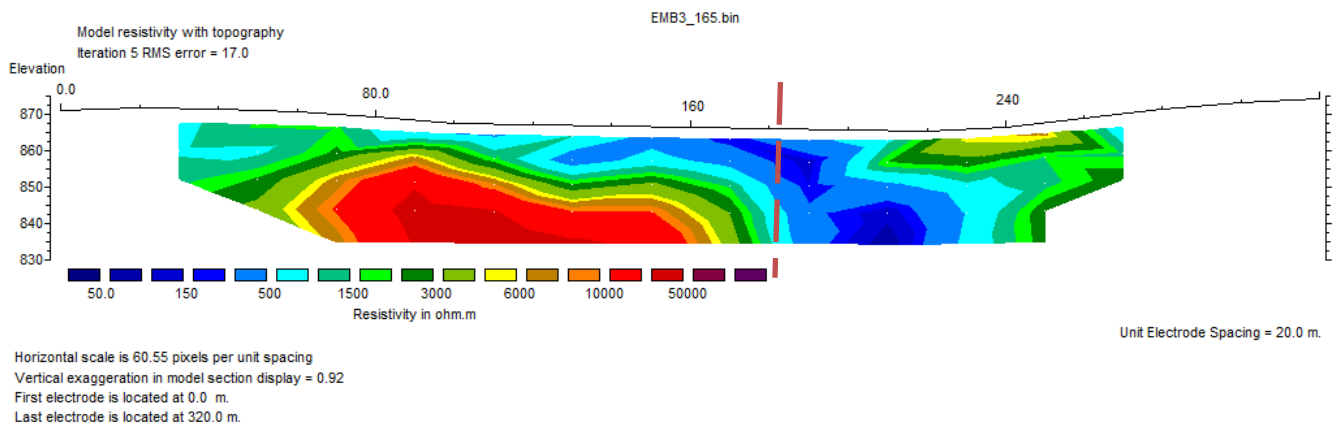 EMB3_165.bin
Model resistivity with topography
Iteration 5 RMS error = 17.0
Elevation
0.0 80.0 160 240
870
860
850
840
830
50.0 150 500 1500 3000 6000 10000 50000
Resistivity in ohm.m
Unit Electrode Spacing = 20.0 m.
Horizontal scale is 60.55 pixels per unit spacing
Vertical exaggeration in model section display = 0.92
First electrode is located at 0.0 m.
Last electrode is located at 320.0 m.